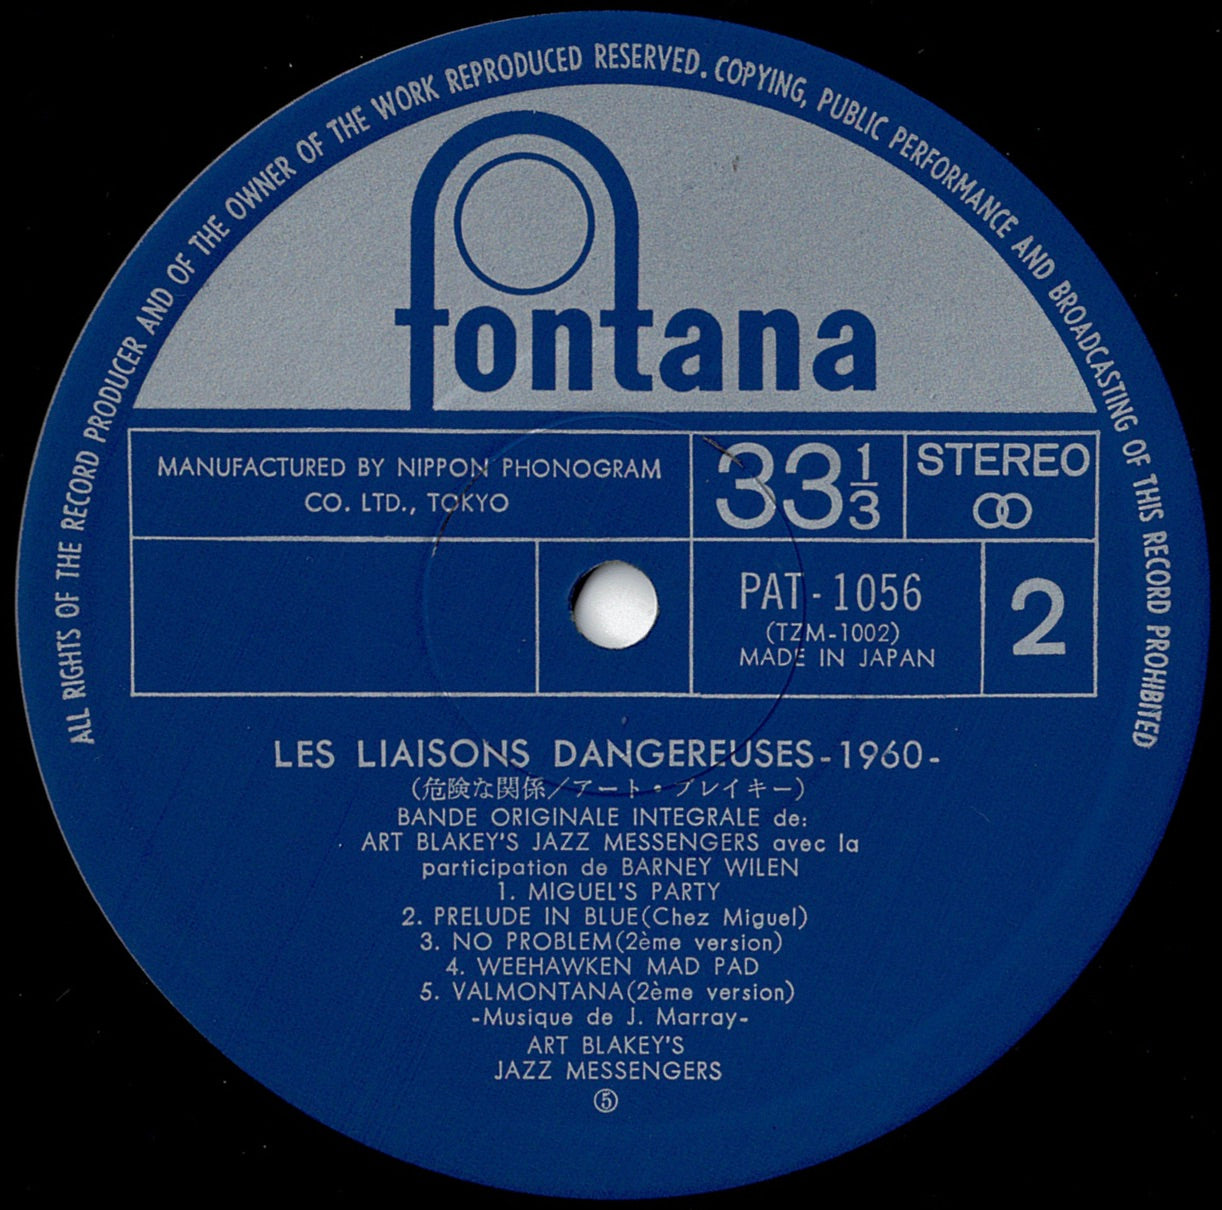 ALL RIGHTS OF THE RECORD PRODUCER AND OF THE OWNER OF THE WORK REPRODUCED RESERVED. COPYING, PUBLIC PERFORMANCE AND BROADCASTING OF THIS RECORD PROHIBITED
fontana
MANUFACTURED BY NIPPON PHONOGRAM
CO. LTD., TOKYO
33 1/3
STEREO
PAT-1056
(TZM-1002)
MADE IN JAPAN
2
LES LIAISONS DANGEREUSES-1960-
(危険な関係／アート・ブレイキー)
BANDE ORIGINALE INTEGRALE de:
ART BLAKEY'S JAZZ MESSENGERS avec la
participation de BARNEY WILEN
1. MIGUEL'S PARTY
2. PRELUDE IN BLUE(Chez Miguel)
3. NO PROBLEM(2ème version)
4. WEEHAWKEN MAD PAD
5. VALMONTANA(2ème version)
-Musique de J. Marray-
ART BLAKEY'S
JAZZ MESSENGERS
⑤